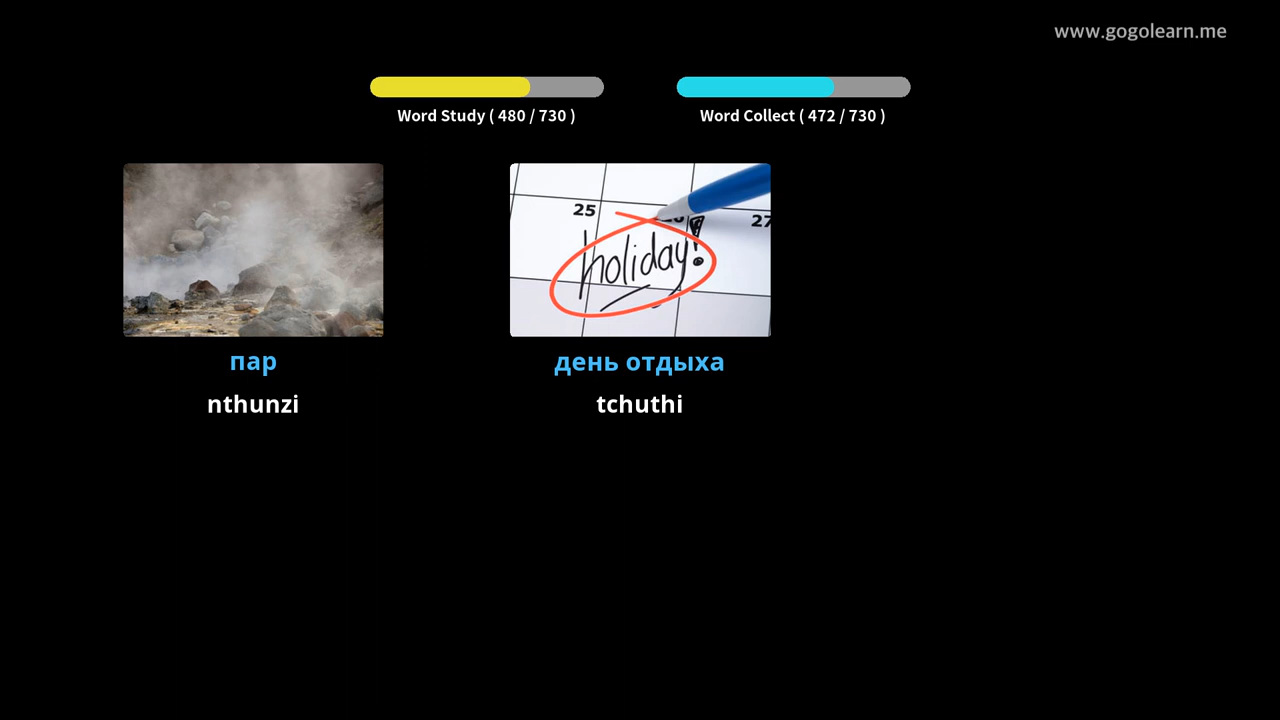 www.gogolearn.me
Word Study ( 480 / 730 )
Word Collect ( 472 / 730 )
25
27
holiday!
пар
день отдыха
nthunzi
tchuthi